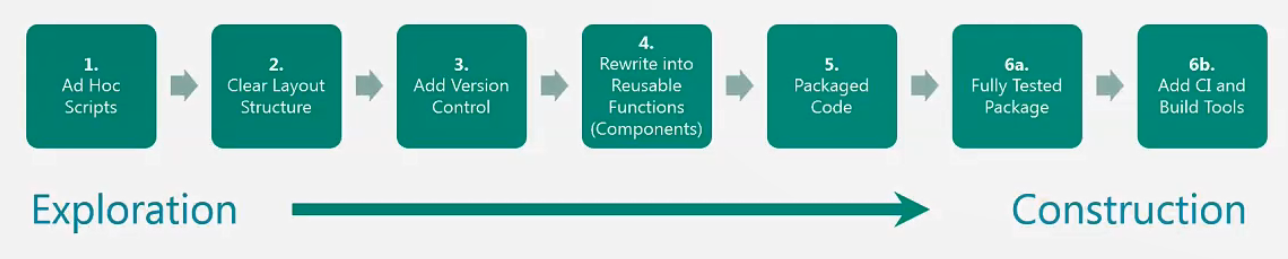 1.
Ad Hoc
Scripts
2.
Clear Layout
Structure
3.
Add Version
Control
4.
Rewrite into
Reusable
Functions
(Components)
5.
Packaged
Code
6a.
Fully Tested
Package
6b.
Add CI and
Build Tools
Exploration
Construction